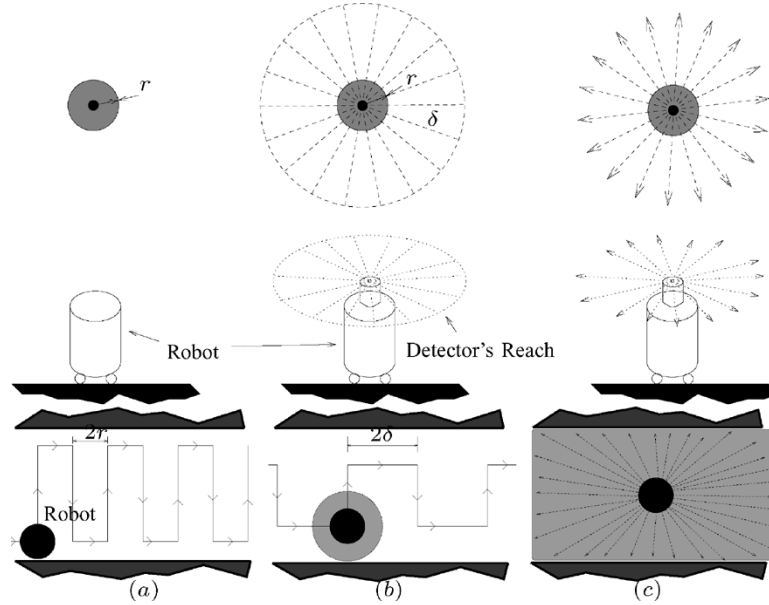 r
r
δ
Robot
Detector's Reach
2r
2δ
Robot
(a)
(b)
(c)